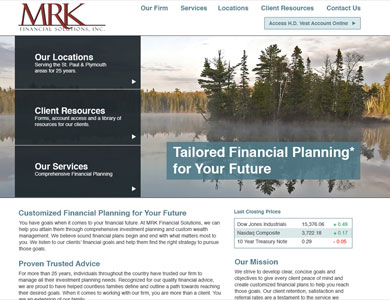 MRK
FINANCIAL SOLUTIONS, INC.
Our Firm Services Locations Client Resources Contact Us
Access H.D. Vest Account Online
Our Locations
Serving the St. Paul & Plymouth
areas for 25 years
Client Resources
Forms, account access and a library of
resources for our clients.
Our Services
Comprehensive Financial Planning
Tailored Financial Planning*
for Your Future
Customized Financial Planning for Your Future
You have goals when it comes to your financial future. At MRK Financial Solutions, we can
help you attain them through comprehensive investment planning and custom wealth
management. We believe sound financial plans begin and end with what matters most to
you. We listen to our clients' financial goals and help them find the right strategy to pursue
those goals.
Proven Trusted Advice
For more than 25 years, individuals throughout the country have trusted our firm to
manage all their investment planning needs. Recognized for our quality financial advice,
we are proud to have helped countless families define and outline a path towards reaching
their desired goals. When it comes to working with our firm, you are more than a client. You
are an extension of our family.
Last Closing Prices
Dow Jones Industrials 15,376.06 + 0.49
Nasdaq Composite 3,722.18 + 0.17
10 Year Treasury Note 0.29 - 0.05
Our Mission
We strive to develop clear, concise goals and
objectives to give every client peace of mind and
create customized financial plans to help you reach
those goals. Our client retention, satisfaction and
referral rates are a testament to the service we